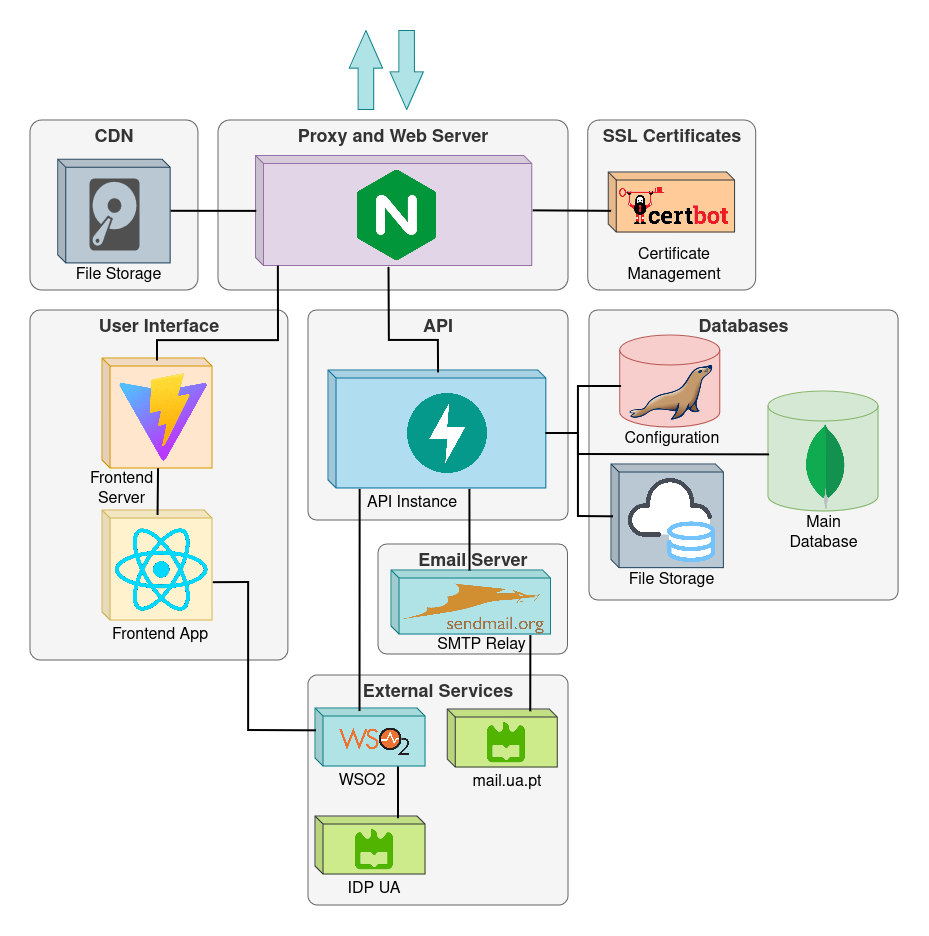 CDN
File Storage
Proxy and Web Server
N
SSL Certificates
certbot
Certificate
Management
User Interface
Frontend
Server
Frontend App
API
API Instance
Databases
Configuration
File Storage
Main
Database
Email Server
sendmail.org
SMTP Relay
External Services
WSO2
WSO2
mail.ua.pt
IDP UA